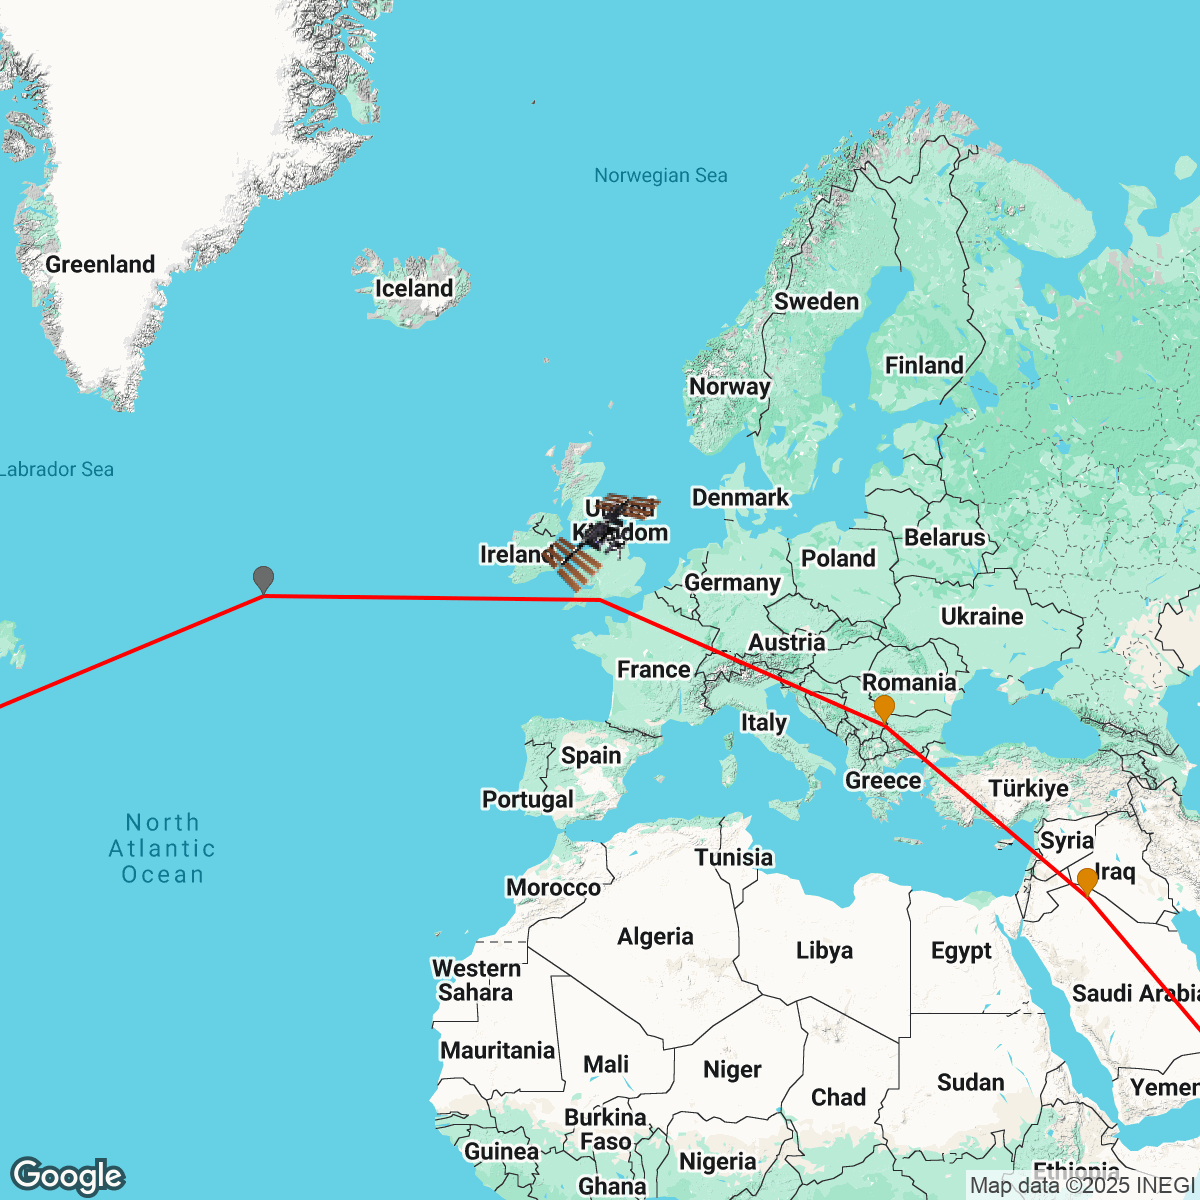 Norwegian Sea
Greenland
Iceland
Sweden
Finland
Norway
Labrador Sea
Denmark
United
Kingdom
Ireland
Belarus
Poland
Germany
Ukraine
Austria
France
Romania
Italy
Spain
Greece
Türkiye
Portugal
Syria
Tunisia
Iraq
North
Atlantic
Ocean
Morocco
Algeria
Libya
Egypt
Western
Sahara
Saudi Arabia
Mauritania
Mali
Niger
Chad
Sudan
Yemen
Burkina
Faso
Guinea
Nigeria
Ethiopia
Ghana
Google
Map data ©2025 INEGI